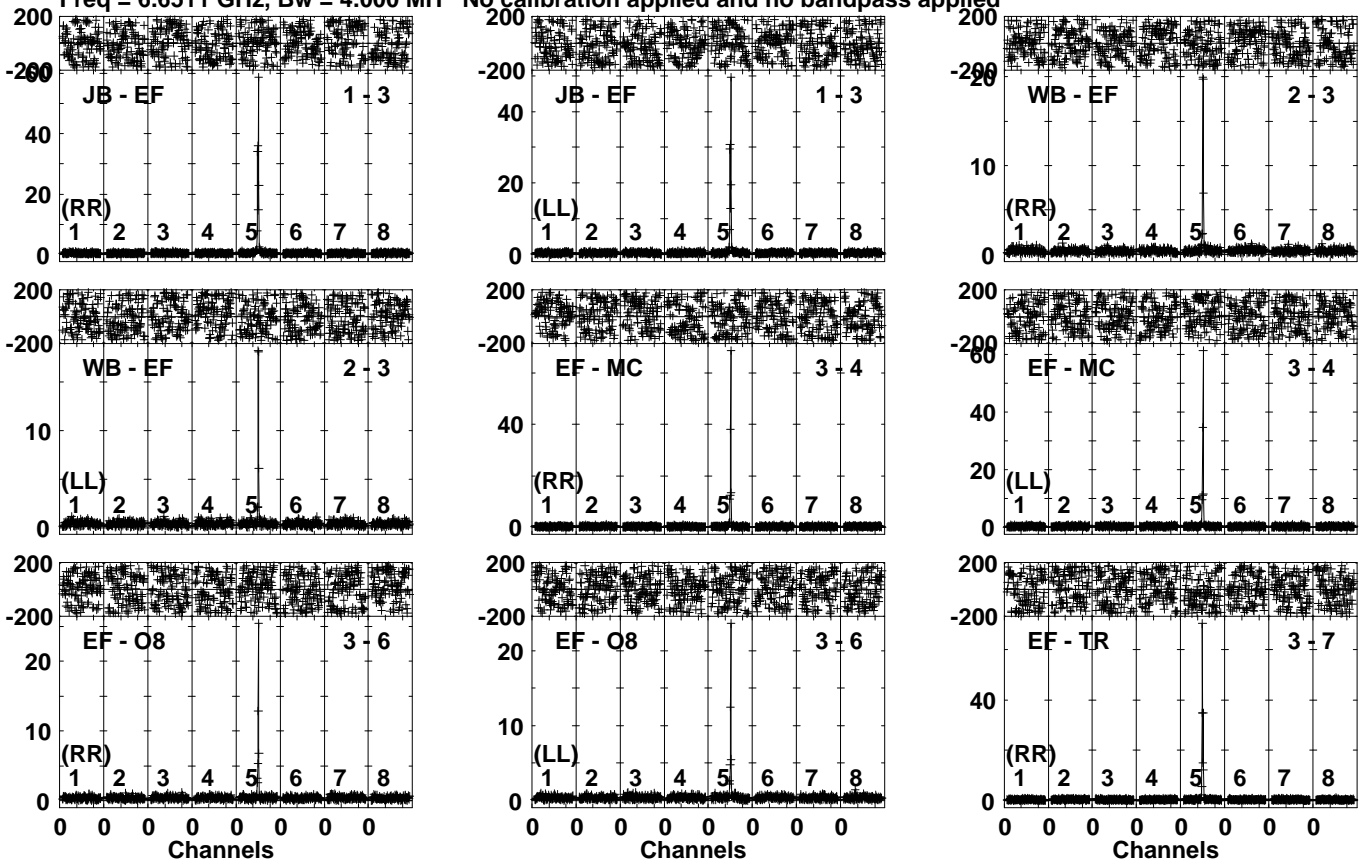 Freq = GHz, Bw = 4.000 MH No calibration applied and no bandpass applied
200 200 200
-200 -200 -200
60 20
JB - EF 1 - 3 JB - EF 1 - 3 WB - EF 2 - 3
40 40
20 20 10
(RR) (LL) (RR)
1 2 3 4 5 6 7 8 1 2 3 4 5 6 7 8 1 2 3 4 5 6 7 8
0 0 0
200 200 200
-200 -200 -200
60
WB - EF 2 - 3 EF - MC 3 - 4 EF - MC 3 - 4
10 40 40
20
(LL) (RR) (LL)
1 2 3 4 5 6 7 8 1 2 3 4 5 6 7 8 1 2 3 4 5 6 7 8
0 0 0
200 200 200
-200 -200 -200
EF - O8 3 - 6 EF - O8 3 - 6 EF - TR 3 - 7
20 20 40
10 10
(RR) (LL) (RR)
1 2 3 4 5 6 7 8 1 2 3 4 5 6 7 8 1 2 3 4 5 6 7 8
0 0 0
0 0 0 0 0 0 0 0 0 0 0 0 0 0 0 0 0 0 0 0 0 0 0 0
Channels Channels Channels